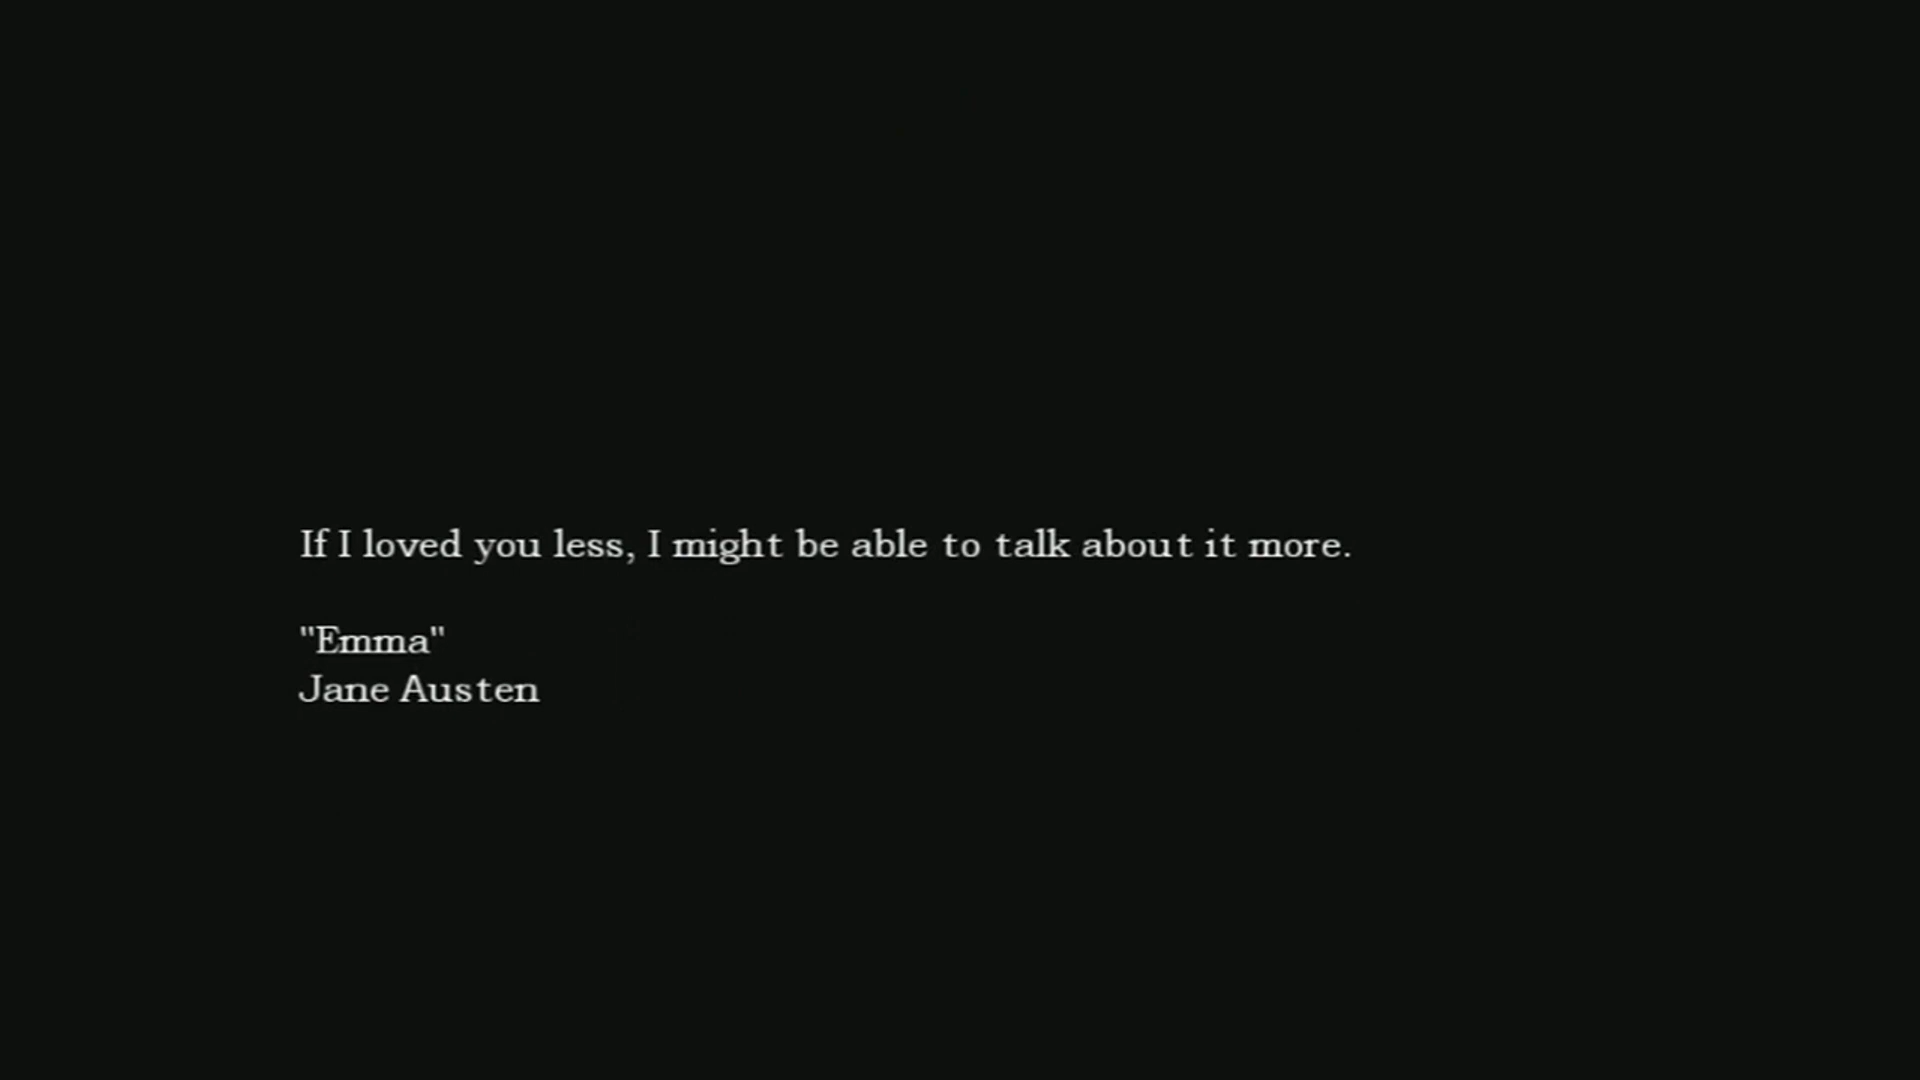 If I loved you less, I might be able to talk about it more.
"Emma"
Jane Austen